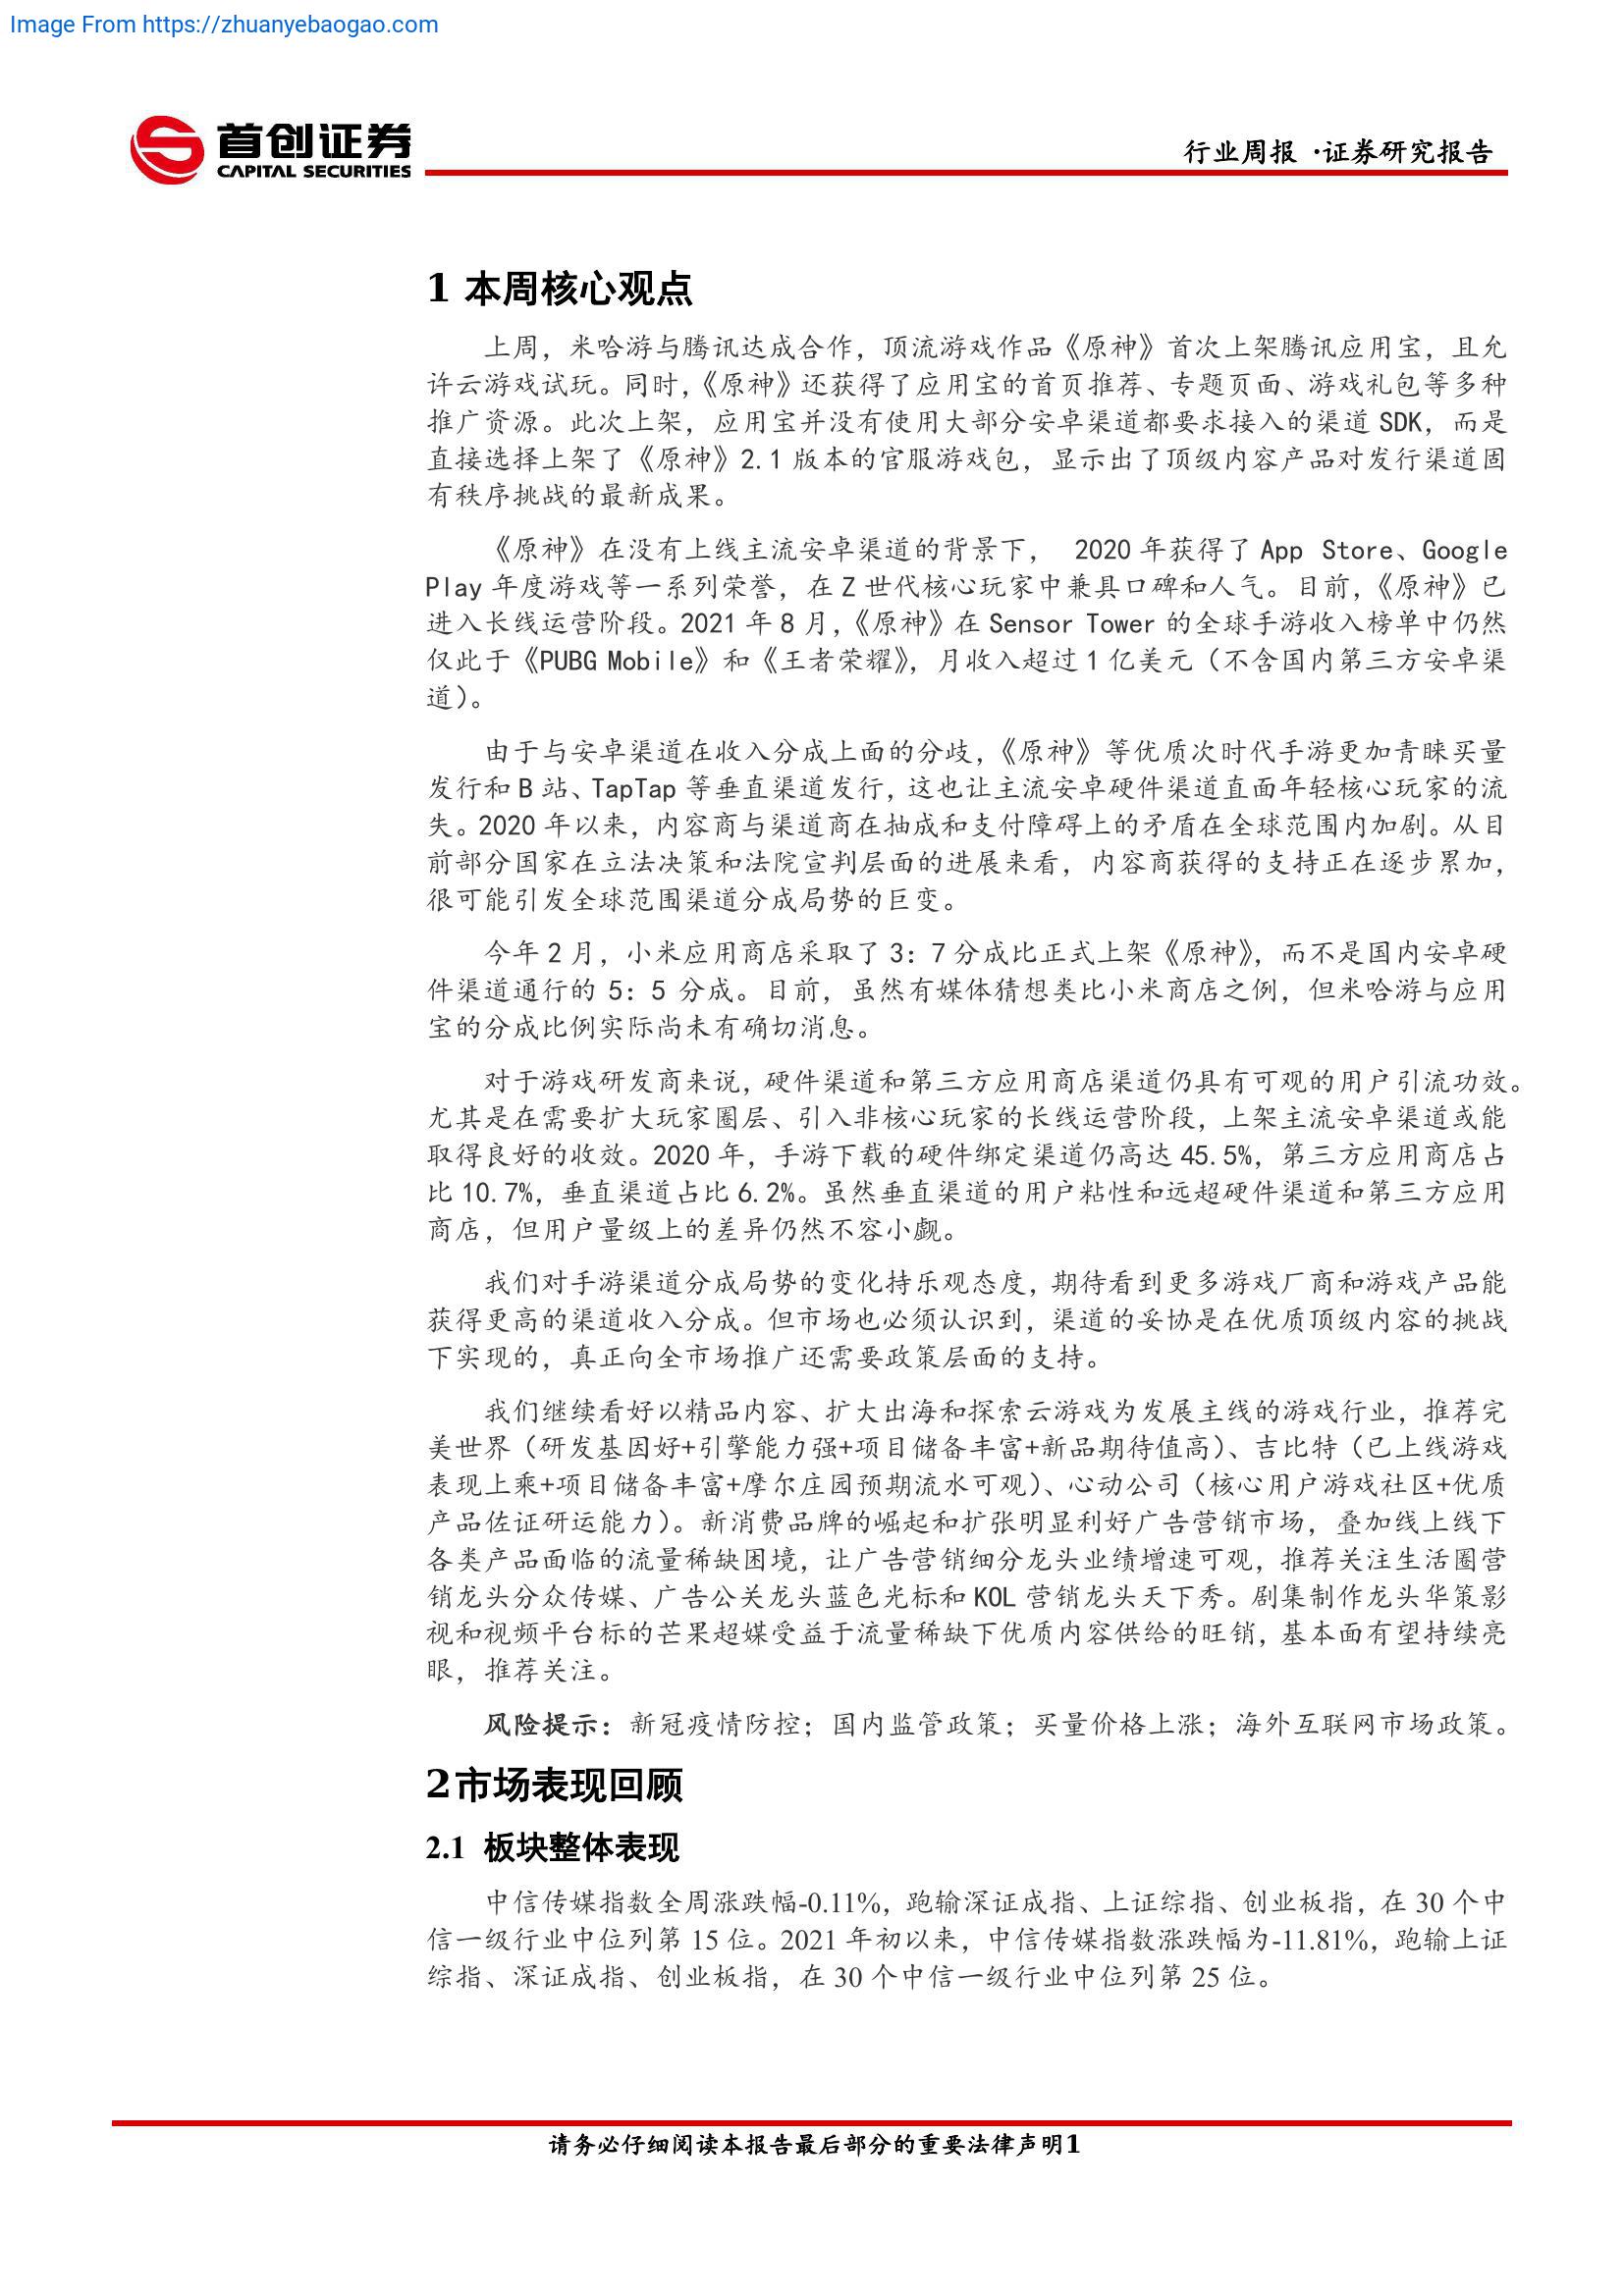 Image From https://zhuanyebaogao.com
首创证券
CAPITAL SECURITIES
行业周报 ·证券研究报告
1 本周核心观点
上周，米哈游与腾讯达成合作，顶流游戏作品《原神》首次上架腾讯应用宝，且允
许云游戏试玩。同时，《原神》还获得了应用宝的首页推荐、专题页面、游戏礼包等多种
推广资源。此次上架，应用宝并没有使用大部分安卓渠道都要求接入的渠道 SDK，而是
直接选择上架了《原神》2.1 版本的官服游戏包，显示出了顶级内容产品对发行渠道固
有秩序挑战的最新成果。
《原神》在没有上线主流安卓渠道的背景下， 2020 年获得了 App Store、Google
Play 年度游戏等一系列荣誉，在 Z 世代核心玩家中兼具口碑和人气。目前，《原神》已
进入长线运营阶段。2021 年 8 月，《原神》在 Sensor Tower 的全球手游收入榜单中仍然
仅此于《PUBG Mobile》和《王者荣耀》，月收入超过 1 亿美元（不含国内第三方安卓渠
道）。
由于与安卓渠道在收入分成上面的分歧，《原神》等优质次时代手游更加青睐买量
发行和 B 站、TapTap 等垂直渠道发行，这也让主流安卓硬件渠道直面年轻核心玩家的流
失。2020 年以来，内容商与渠道商在抽成和支付障碍上的矛盾在全球范围内加剧。从目
前部分国家在立法决策和法院宣判层面的进展来看，内容商获得的支持正在逐步累加，
很可能引发全球范围渠道分成局势的巨变。
今年 2 月，小米应用商店采取了 3：7 分成比正式上架《原神》，而不是国内安卓硬
件渠道通行的 5：5 分成。目前，虽然有媒体猜想类比小米商店之例，但米哈游与应用
宝的分成比例实际尚未有确切消息。
对于游戏研发商来说，硬件渠道和第三方应用商店渠道仍具有可观的用户引流功效。
尤其是在需要扩大玩家圈层、引入非核心玩家的长线运营阶段，上架主流安卓渠道或能
取得良好的收效。2020 年，手游下载的硬件绑定渠道仍高达 45.5%，第三方应用商店占
比 10.7%，垂直渠道占比 6.2%。虽然垂直渠道的用户粘性和远超硬件渠道和第三方应用
商店，但用户量级上的差异仍然不容小觑。
我们对手游渠道分成局势的变化持乐观态度，期待看到更多游戏厂商和游戏产品能
获得更高的渠道收入分成。但市场也必须认识到，渠道的妥协是在优质顶级内容的挑战
下实现的，真正向全市场推广还需要政策层面的支持。
我们继续看好以精品内容、扩大出海和探索云游戏为发展主线的游戏行业，推荐完
美世界（研发基因好+引擎能力强+项目储备丰富+新品期待值高）、吉比特（已上线游戏
表现上乘+项目储备丰富+摩尔庄园预期流水可观）、心动公司（核心用户游戏社区+优质
产品佐证研运能力）。新消费品牌的崛起和扩张明显利好广告营销市场，叠加线上线下
各类产品面临的流量稀缺困境，让广告营销细分龙头业绩增速可观，推荐关注生活圈营
销龙头分众传媒、广告公关龙头蓝色光标和 KOL 营销龙头天下秀。剧集制作龙头华策影
视和视频平台标的芒果超媒受益于流量稀缺下优质内容供给的旺销，基本面有望持续亮
眼，推荐关注。
风险提示：新冠疫情防控；国内监管政策；买量价格上涨；海外互联网市场政策。
2 市场表现回顾
2.1 板块整体表现
中信传媒指数全周涨跌幅-0.11%，跑输深证成指、上证综指、创业板指，在 30 个中
信一级行业中位列第 15 位。2021 年初以来，中信传媒指数涨跌幅为-11.81%，跑输上证
综指、深证成指、创业板指，在 30 个中信一级行业中位列第 25 位。
请务必仔细阅读本报告最后部分的重要法律声明1